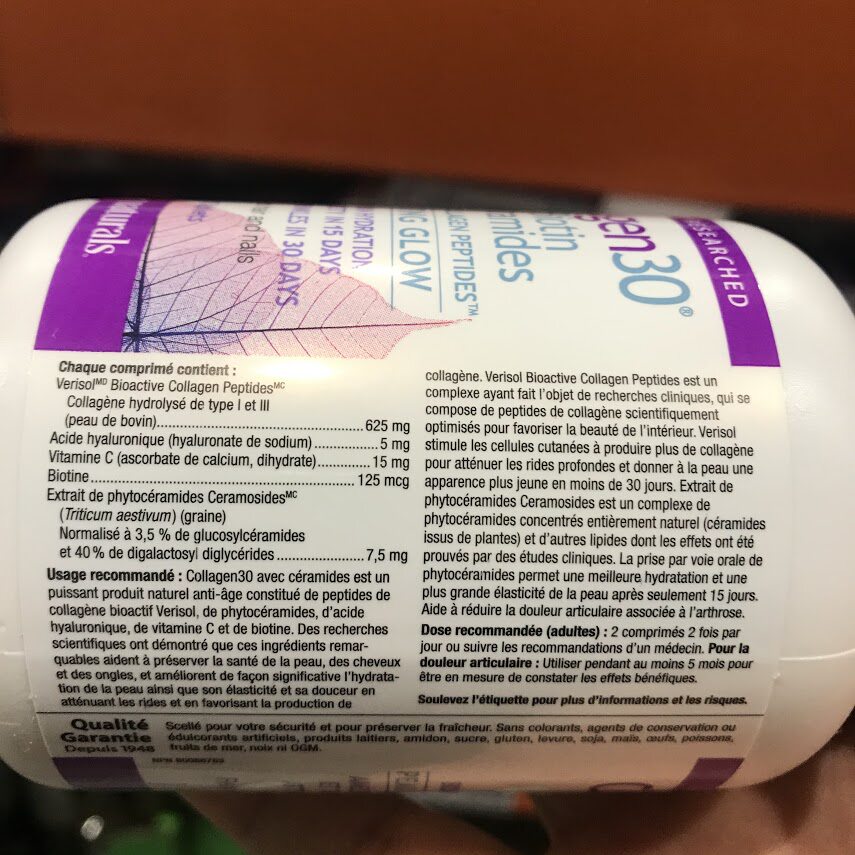 SEARCHED
gen30®
otin
amides
GEN PEPTIDES™
G GLOW
HYDRATION,
TY IN 15 DAYS
LES IN 30 DAYS
and nails
naturals.
Chaque comprimé contient :
Verisolᴹᴰ Bioactive Collagen Peptidesᴹᶜ
Collagène hydrolysé de type I et III
(peau de bovin)..........625 mg
Acide hyaluronique (hyaluronate de sodium)..........5 mg
Vitamine C (ascorbate de calcium, dihydrate)..........15 mg
Biotine..........125 mcg
Extrait de phytocéramides Ceramosidesᴹᶜ
(Triticum aestivum) (graine)
Normalisé à 3,5 % de glucosylcéramides
et 40 % de digalactosyl diglycérides..........7,5 mg
Usage recommandé : Collagen30 avec céramides est un
puissant produit naturel anti-âge constitué de peptides de
collagène bioactif Verisol, de phytocéramides, d'acide
hyaluronique, de vitamine C et de biotine. Des recherches
scientifiques ont démontré que ces ingrédients remar-
quables aident à préserver la santé de la peau, des cheveux
et des ongles, et améliorent de façon significative l'hydrata-
tion de la peau ainsi que son élasticité et sa douceur en
atténuant les rides et en favorisant la production de
collagène. Verisol Bioactive Collagen Peptides est un
complexe ayant fait l'objet de recherches cliniques, qui se
compose de peptides de collagène scientifiquement
optimisés pour favoriser la beauté de l'intérieur. Verisol
stimule les cellules cutanées à produire plus de collagène
pour atténuer les rides profondes et donner à la peau une
apparence plus jeune en moins de 30 jours. Extrait de
phytocéramides Ceramosides est un complexe de
phytocéramides concentrés entièrement naturel (céramides
issus de plantes) et d'autres lipides dont les effets ont été
prouvés par des études cliniques. La prise par voie orale de
phytocéramides permet une meilleure hydratation et une
plus grande élasticité de la peau après seulement 15 jours.
Aide à réduire la douleur articulaire associée à l'arthrose.
Dose recommandée (adultes) : 2 comprimés 2 fois par
jour ou suivre les recommandations d'un médecin. Pour la
douleur articulaire : Utiliser pendant au moins 5 mois pour
être en mesure de constater les effets bénéfiques.
Soulevez l'étiquette pour plus d'informations et les risques.
Qualité
Garantie
Depuis 1948
Scellé pour votre sécurité et pour préserver la fraîcheur. Sans colorants, agents de conservation ou
édulcorants artificiels, produits laitiers, amidon, sucre, gluten, levure, soja, maïs, œufs, poissons,
fruits de mer, noix ni OGM.